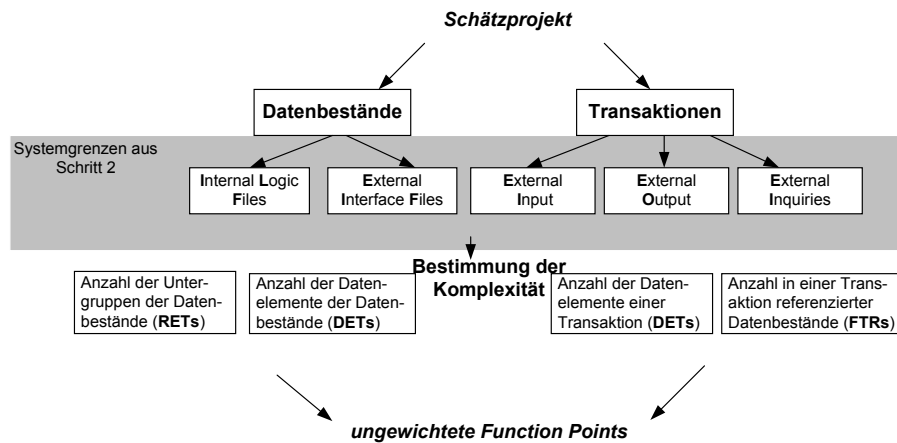 Schätzprojekt
Datenbestände
Transaktionen
Systemgrenzen aus
Schritt 2
Internal Logic
Files
External
Interface Files
External
Input
External
Output
External
Inquiries
Bestimmung der
Komplexität
Anzahl der Unter-
gruppen der Daten-
bestände (RETs)
Anzahl der Daten-
elemente der Daten-
bestände (DETs)
Anzahl der Daten-
elemente einer
Transaktion (DETs)
Anzahl in einer Trans-
aktion referenzierter
Datenbestände (FTRs)
ungewichtete Function Points